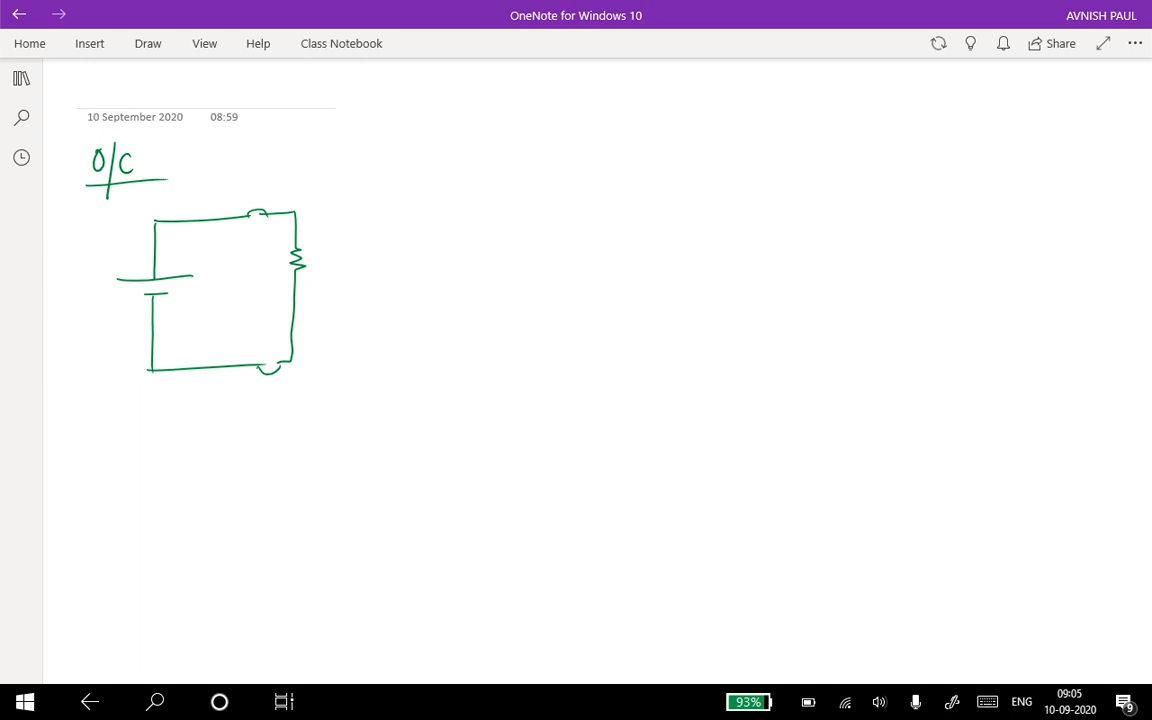 OneNote for Windows 10
AVNISH PAUL
Home Insert Draw View Help Class Notebook Share
10 September 2020 08:59
O/C
93% ENG 09:05
10-09-2020
9